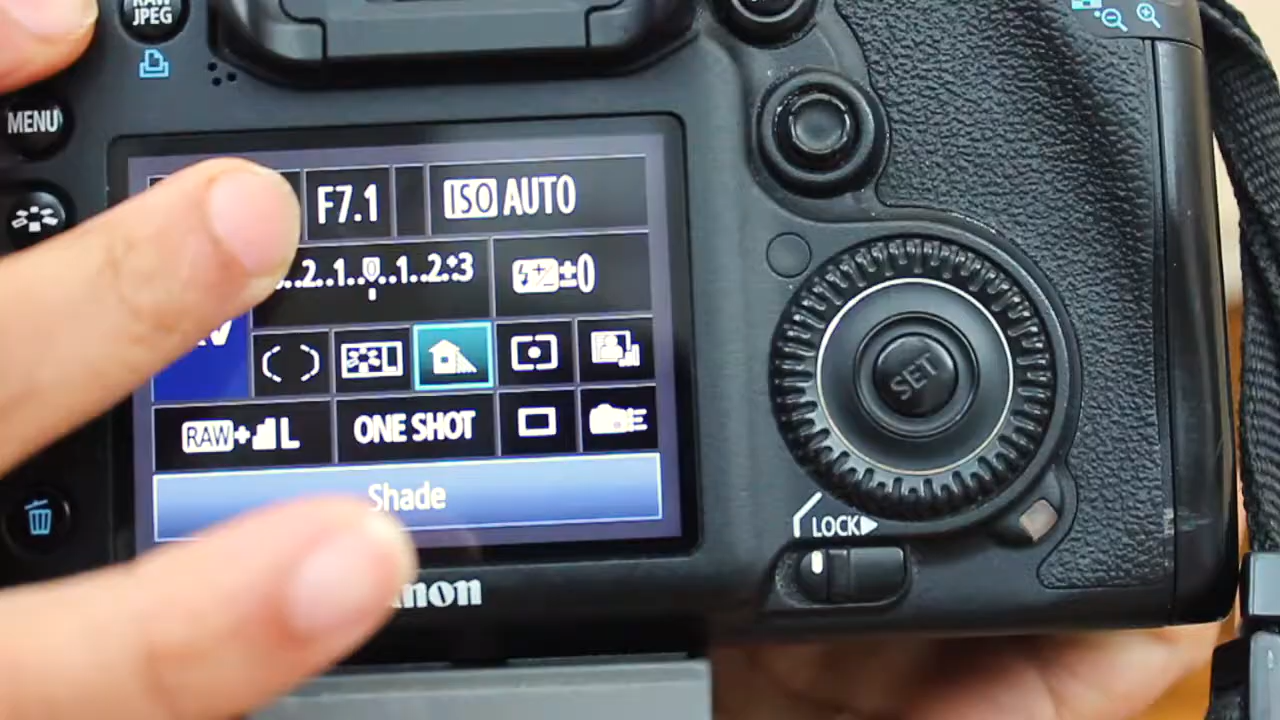 RAW
JPEG
MENU
F7.1
ISO AUTO
..2..1..0..1..2..+3
±0
RAW+ L
ONE SHOT
Shade
SET
LOCK